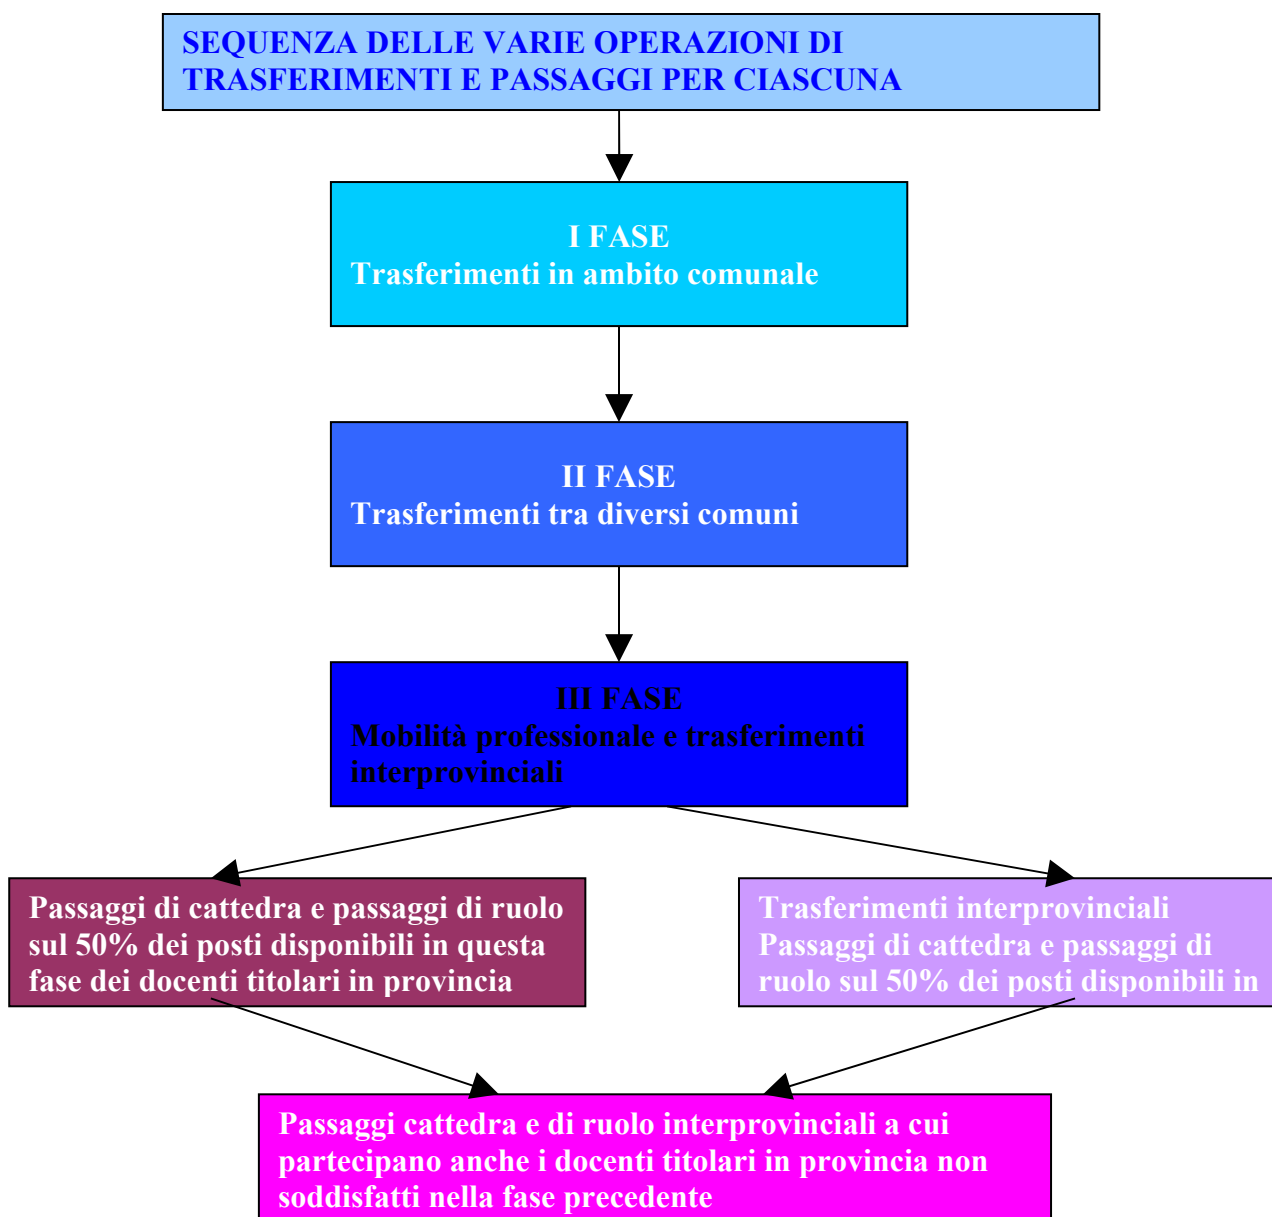 SEQUENZA DELLE VARIE OPERAZIONI DI
TRASFERIMENTI E PASSAGGI PER CIASCUNA
I FASE
Trasferimenti in ambito comunale
II FASE
Trasferimenti tra diversi comuni
III FASE
Mobilità professionale e trasferimenti
interprovinciali
Passaggi di cattedra e passaggi di ruolo
sul 50% dei posti disponibili in questa
fase dei docenti titolari in provincia
Trasferimenti interprovinciali
Passaggi di cattedra e passaggi di
ruolo sul 50% dei posti disponibili in
Passaggi cattedra e di ruolo interprovinciali a cui
partecipano anche i docenti titolari in provincia non
soddisfatti nella fase precedente